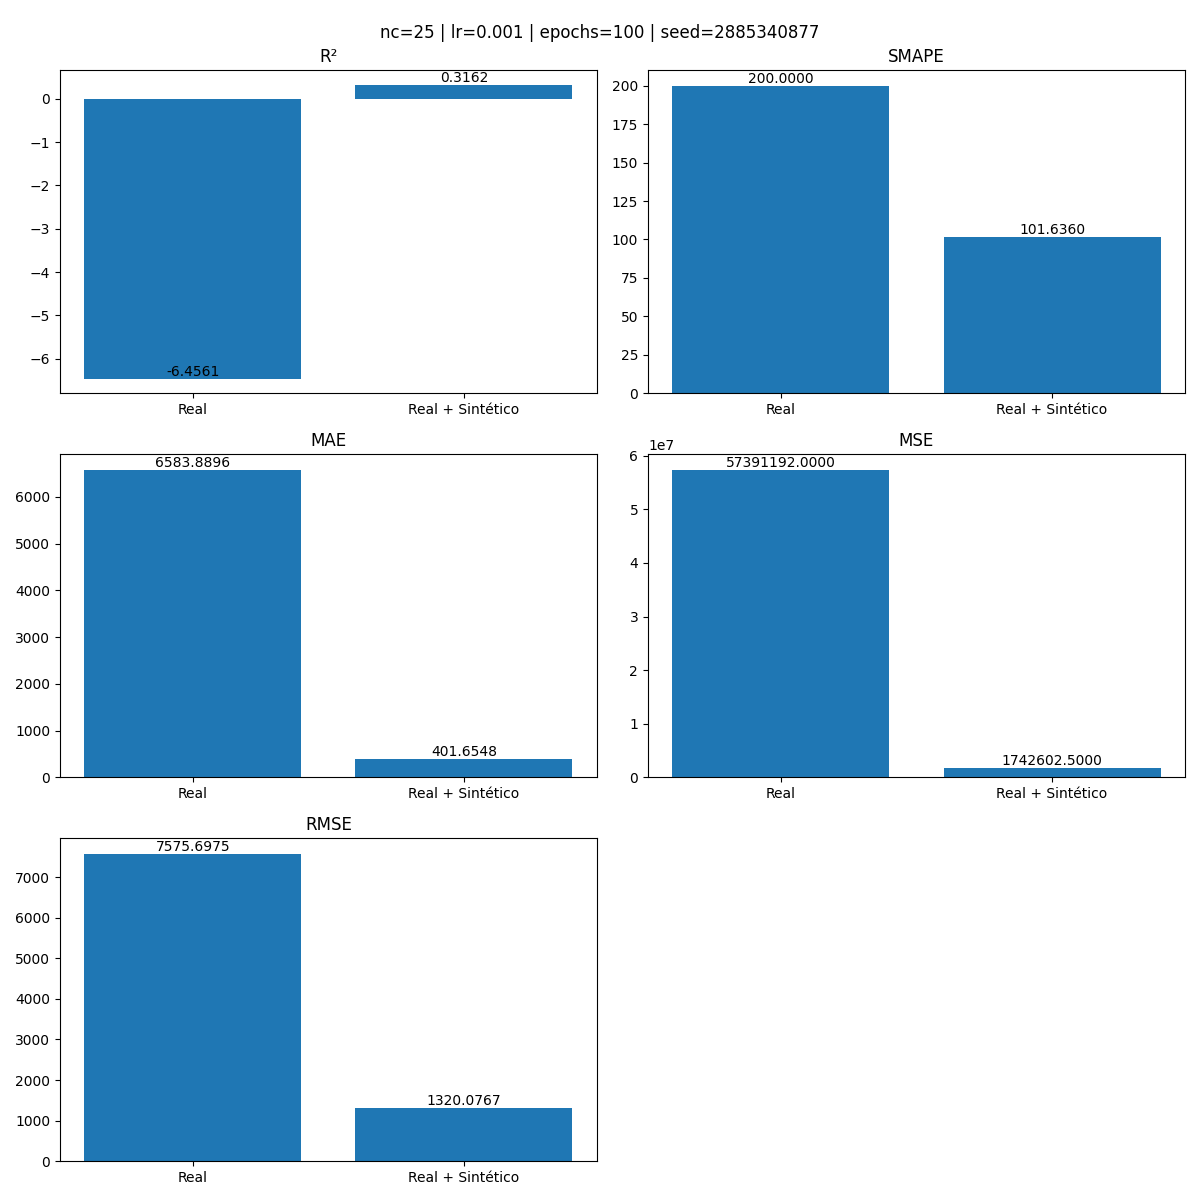 nc=25 | lr=0.001 | epochs=100 | seed=2885340877
R²
0.3162
0
−1
−2
−3
−4
−5
−6
-6.4561
Real
Real + Sintético
SMAPE
200.0000
101.6360
200
175
150
125
100
75
50
25
0
Real
Real + Sintético
MAE
6583.8896
401.6548
6000
5000
4000
3000
2000
1000
0
Real
Real + Sintético
MSE
1e7
57391192.0000
1742602.5000
6
5
4
3
2
1
0
Real
Real + Sintético
RMSE
7575.6975
1320.0767
7000
6000
5000
4000
3000
2000
1000
0
Real
Real + Sintético